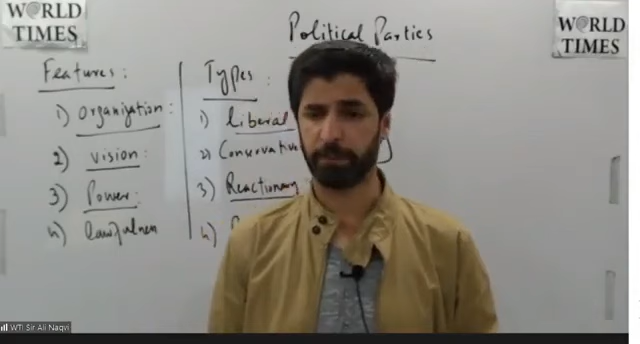 WORLD
TIMES
Political Parties
WORLD
TIMES
Features :
1) Organization :
2) vision :
3) Power :
4) lawfulness
Types :
1) liberal
2) Conservative
3) Reactionary
4)
WTI Sir Ali Naqvi